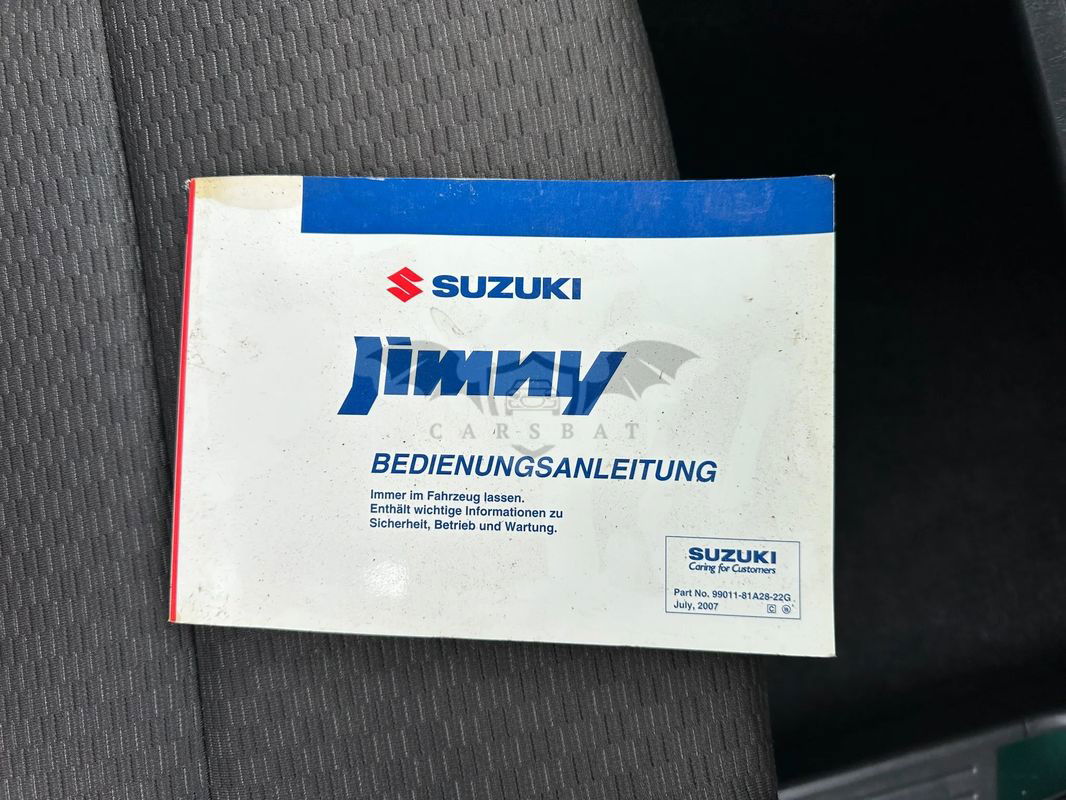 SUZUKI
Jimny
CARSBAT
BEDIENUNGSANLEITUNG
Immer im Fahrzeug lassen.
Enthält wichtige Informationen zu
Sicherheit, Betrieb und Wartung.
SUZUKI
Caring for Customers
Part No. 99011-81A28-22G
July, 2007
C